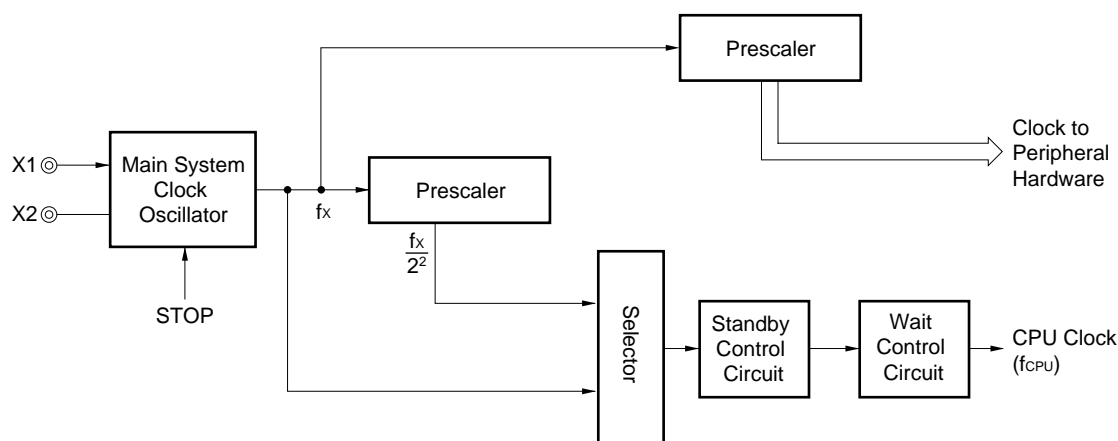 Prescaler
Clock to
Peripheral
Hardware
X1
X2
Main System
Clock
Oscillator
fX
Prescaler
fX
2²
STOP
Selector
Standby
Control
Circuit
Wait
Control
Circuit
CPU Clock
(fCPU)